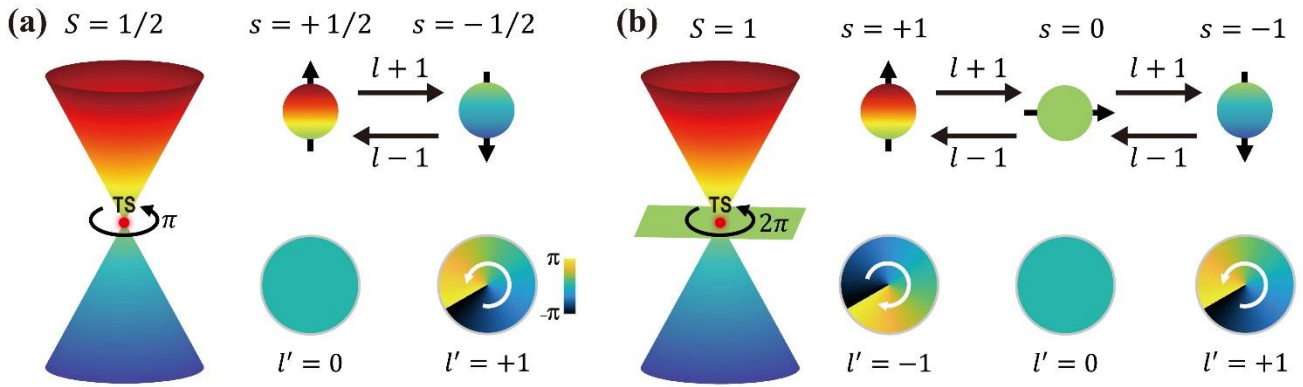 (a) S = 1/2 s = +1/2 s = −1/2
l + 1
l − 1
TS
π
π
−π
l′ = 0 l′ = +1
(b) S = 1 s = +1 s = 0 s = −1
l + 1 l + 1
l − 1 l − 1
TS
2π
l′ = −1 l′ = 0 l′ = +1